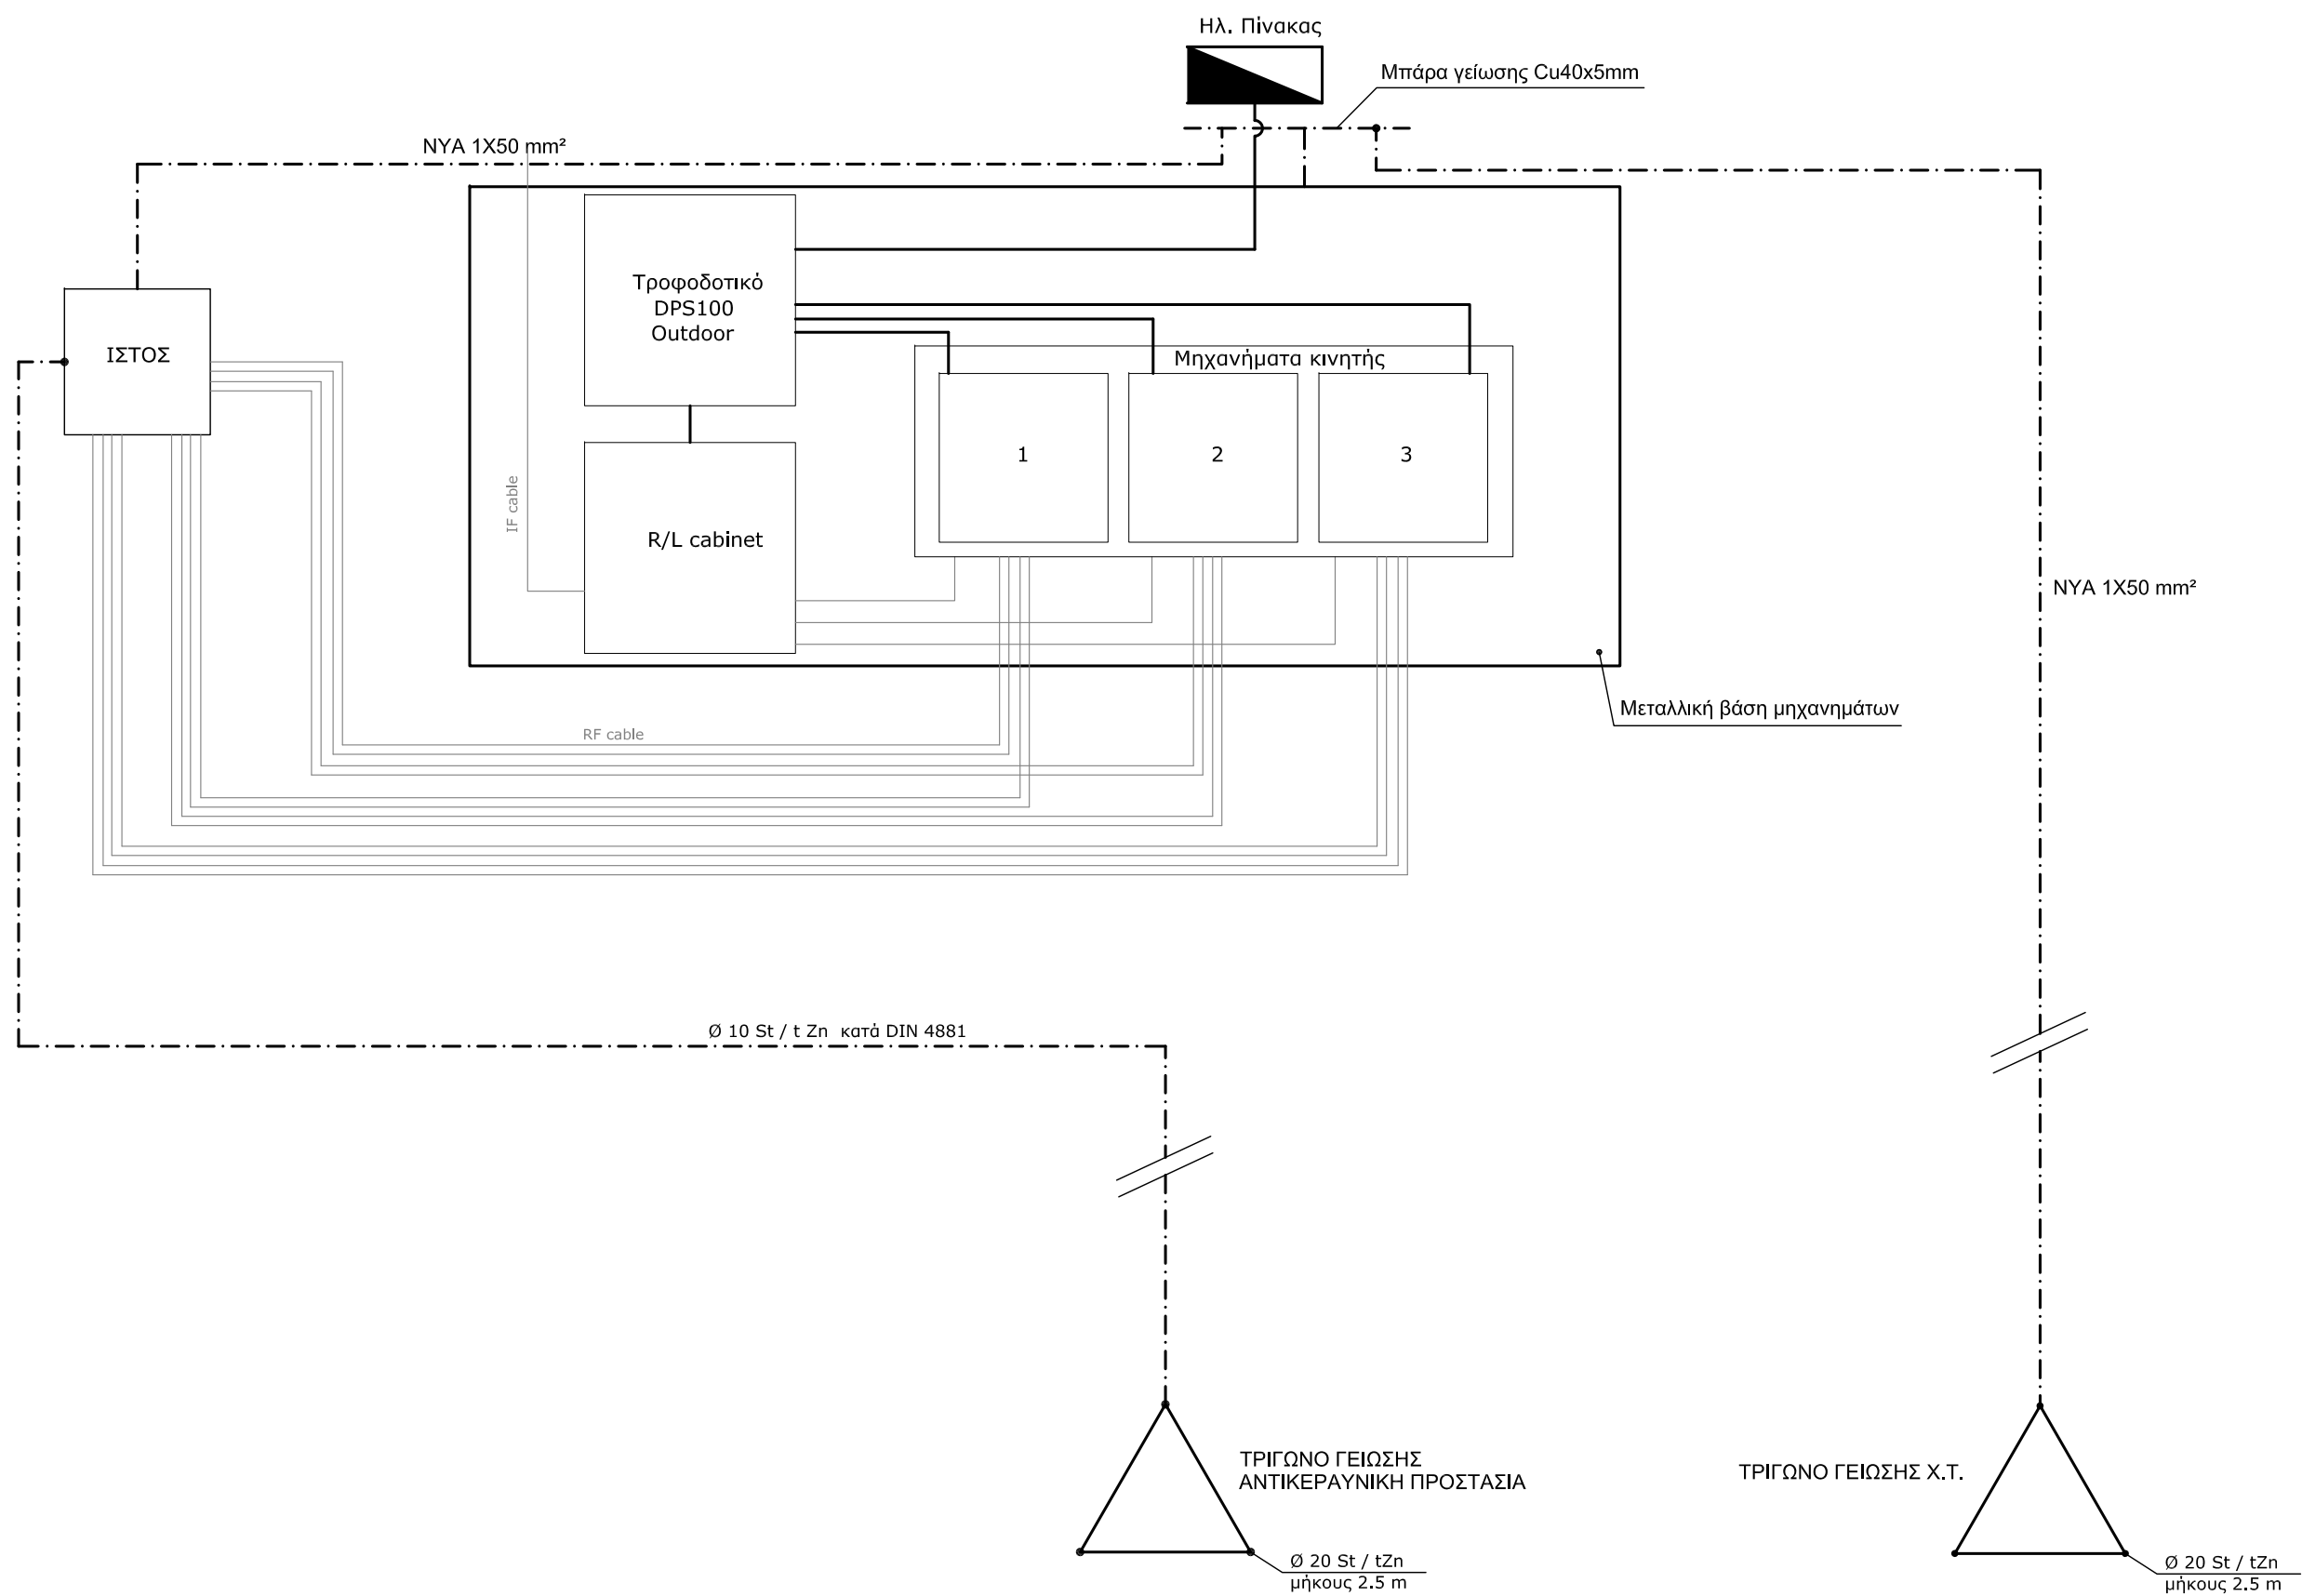 Ηλ. Πίνακας
Μπάρα γείωσης Cu40x5mm
NYA 1X50 mm²
Τροφοδοτικό
DPS100
Outdoor
ΙΣΤΟΣ
Μηχανήματα κινητής
1
2
3
IF cable
R/L cabinet
NYA 1X50 mm²
Μεταλλική βάση μηχανημάτων
RF cable
Ø 10 St / t Zn κατά DIN 4881
ΤΡΙΓΩΝΟ ΓΕΙΩΣΗΣ
ΑΝΤΙΚΕΡΑΥΝΙΚΗ ΠΡΟΣΤΑΣΙΑ
Ø 20 St / tZn
μήκους 2.5 m
ΤΡΙΓΩΝΟ ΓΕΙΩΣΗΣ Χ.Τ.
Ø 20 St / tZn
μήκους 2.5 m